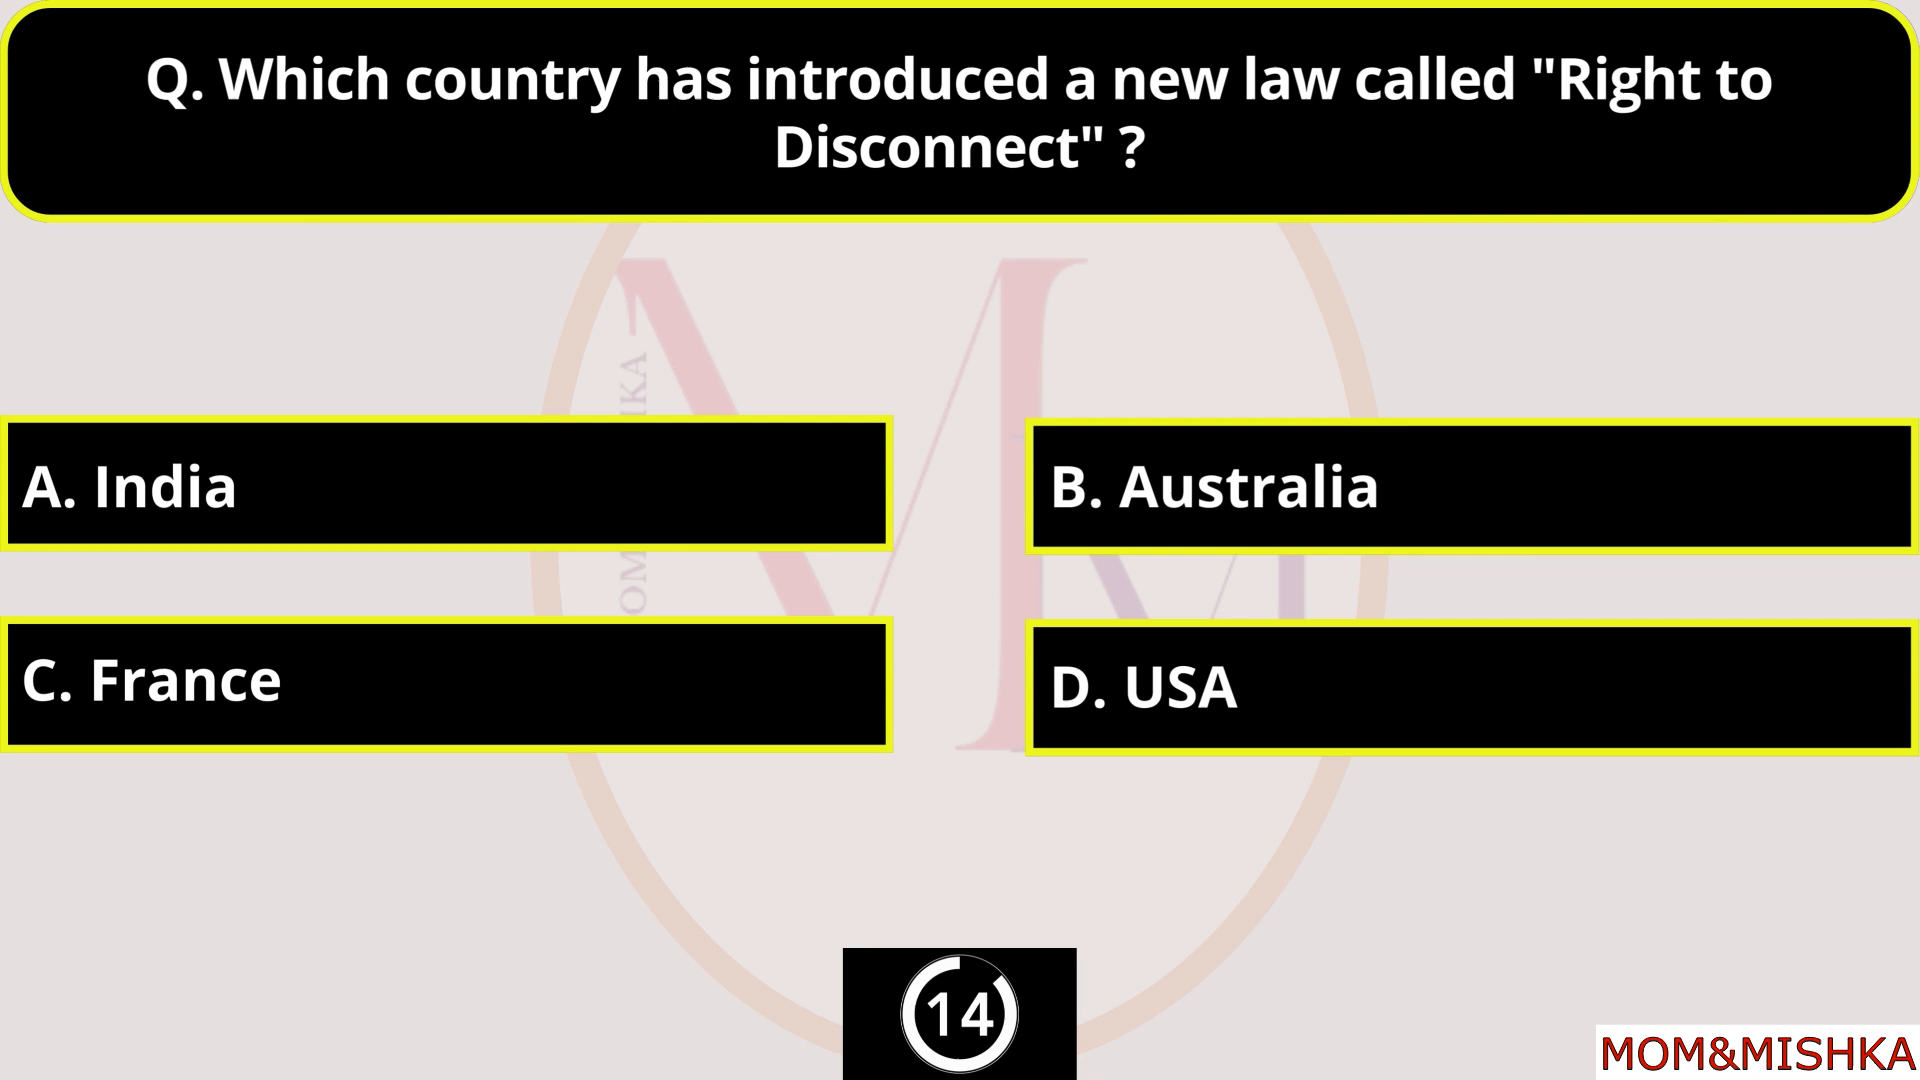 Q. Which country has introduced a new law called "Right to
Disconnect" ?
A. India
B. Australia
C. France
D. USA
14
MOM&MISHKA